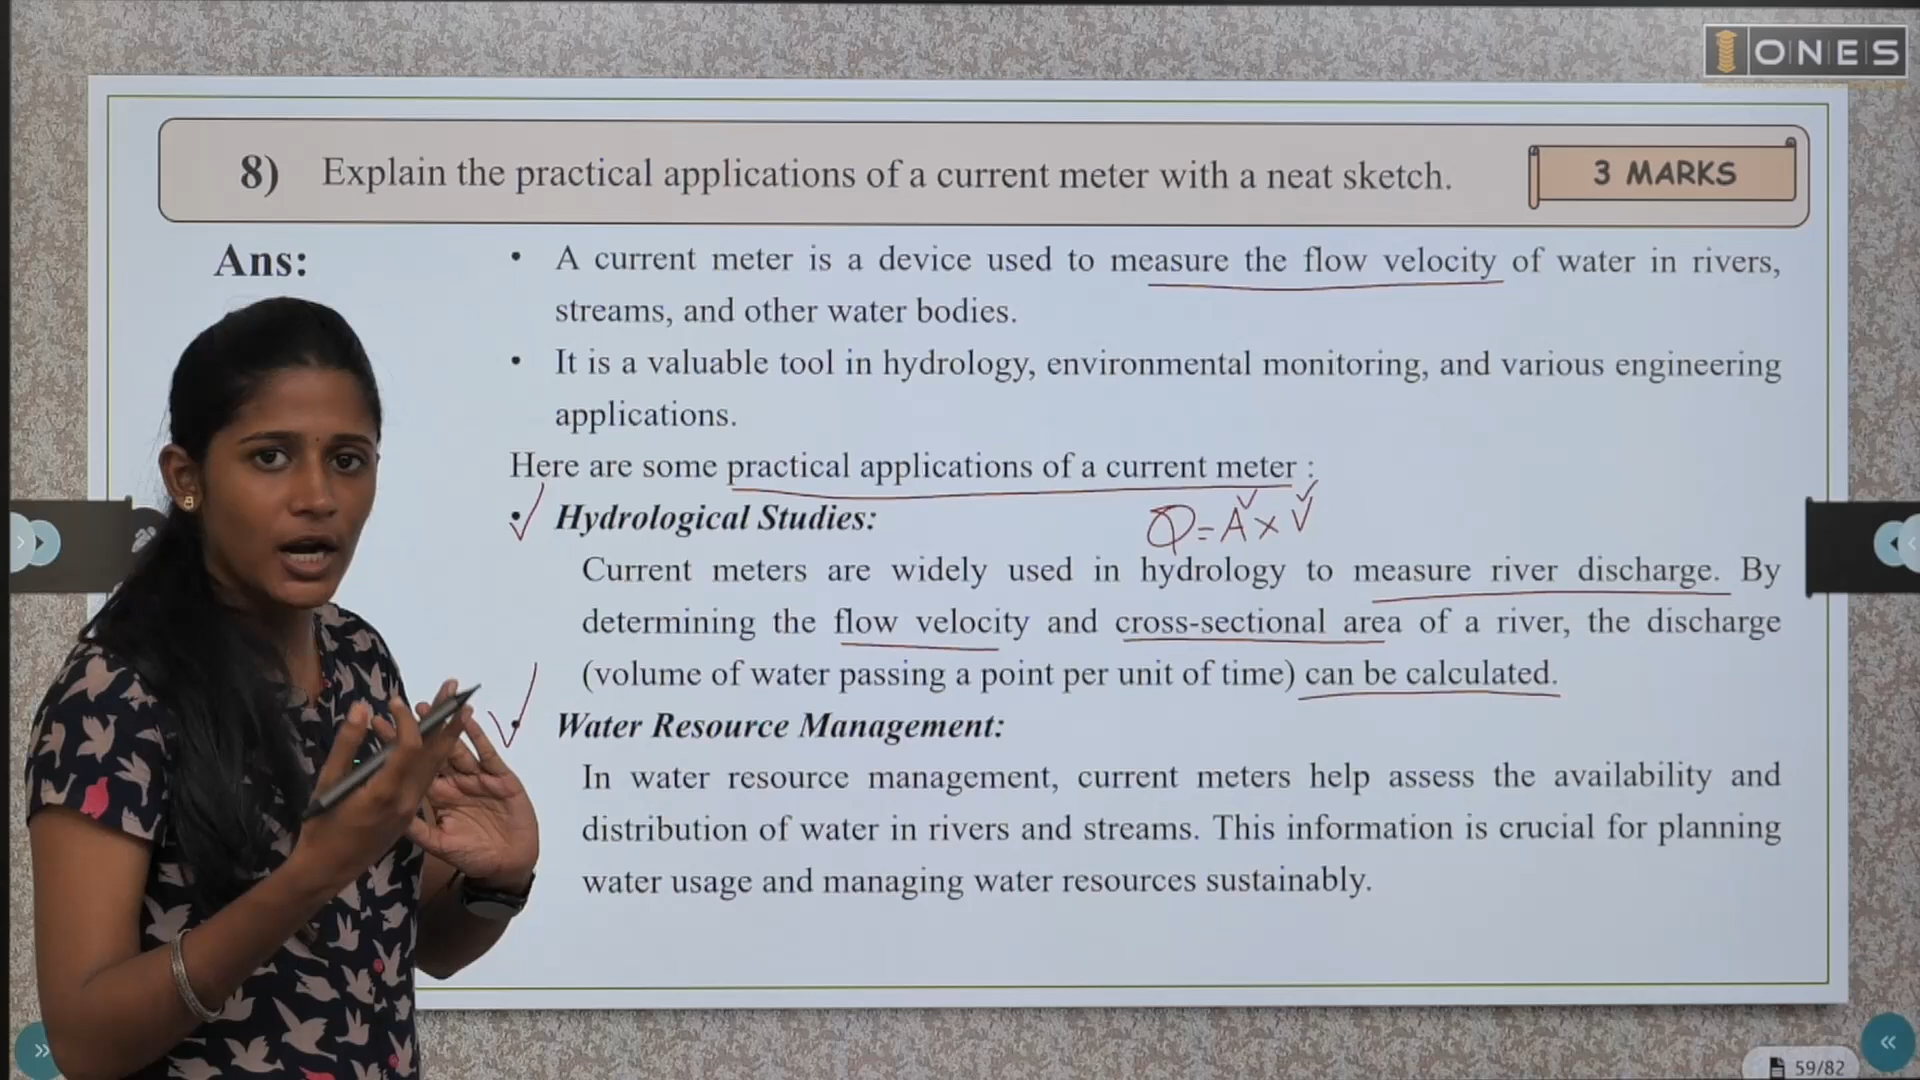 ONES
8) Explain the practical applications of a current meter with a neat sketch.
3 MARKS
Ans:
• A current meter is a device used to measure the flow velocity of water in rivers,
streams, and other water bodies.
• It is a valuable tool in hydrology, environmental monitoring, and various engineering
applications.
Here are some practical applications of a current meter :
• Hydrological Studies:
Q = A × V
Current meters are widely used in hydrology to measure river discharge. By
determining the flow velocity and cross-sectional area of a river, the discharge
(volume of water passing a point per unit of time) can be calculated.
• Water Resource Management:
In water resource management, current meters help assess the availability and
distribution of water in rivers and streams. This information is crucial for planning
water usage and managing water resources sustainably.
59/82